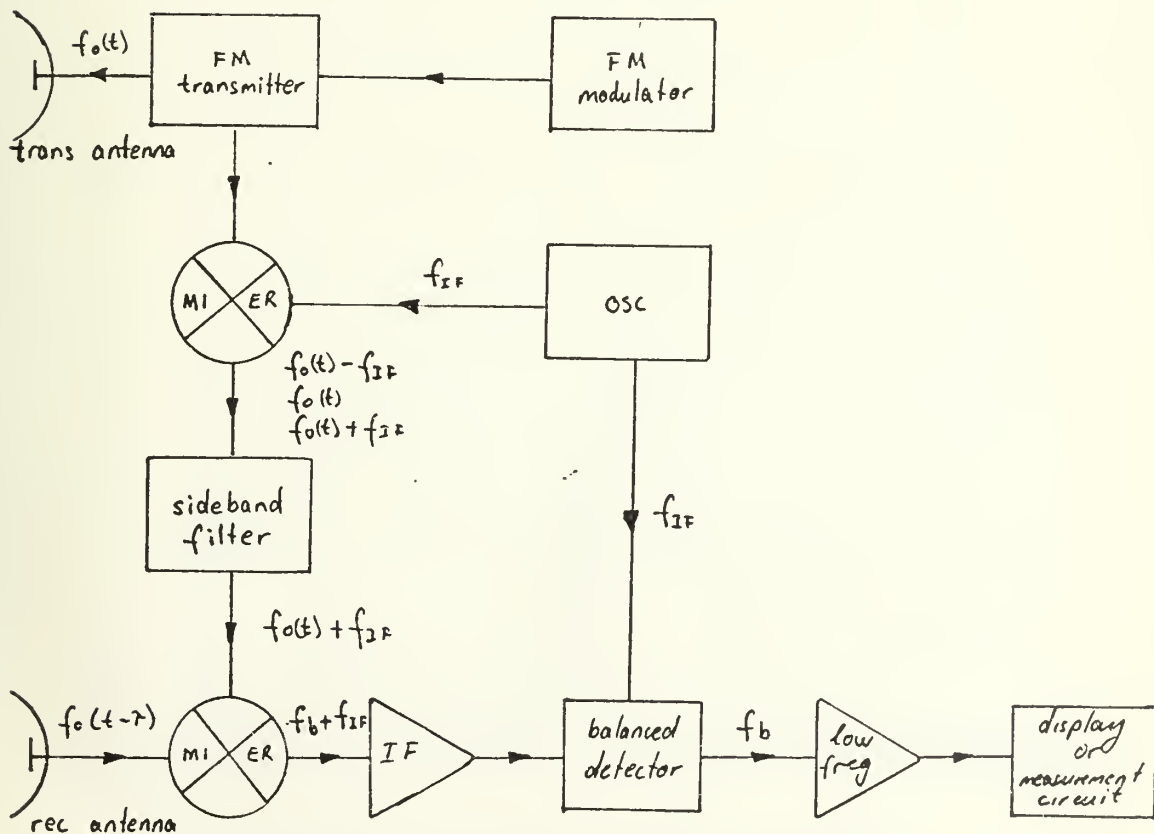 f₀(t)
FM
transmitter
FM
modulator
trans antenna
MI ER
f_IF
OSC
f₀(t) - f_IF
f₀(t)
f₀(t) + f_IF
sideband
filter
f_IF
f₀(t) + f_IF
f₀(t-τ)
MI ER
f_b + f_IF
IF
balanced
detector
f_b
low
freq
display
or
measurement
circuit
rec antenna